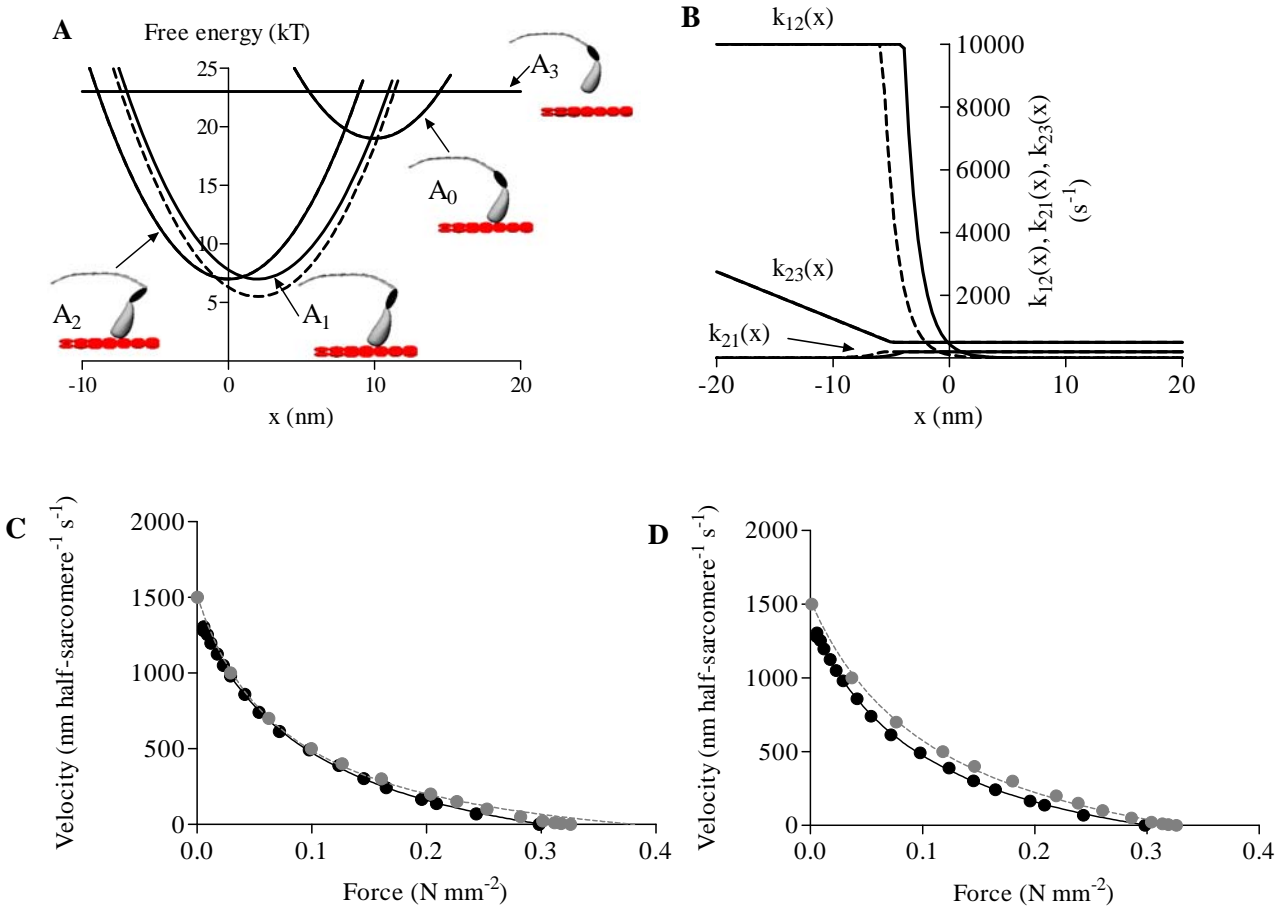 A
Free energy (kT)
25
20
15
10
5
A₃
A₀
A₂
A₁
-10 0 10 20
x (nm)
B
k₁₂(x)
10000
8000
6000
4000
2000
k₂₃(x)
k₂₁(x)
k₁₂(x), k₂₁(x), k₂₃(x)
(s⁻¹)
-20 -10 0 10 20
x (nm)
C
Velocity (nm half-sarcomere⁻¹ s⁻¹)
2000
1500
1000
500
0
0.0 0.1 0.2 0.3 0.4
Force (N mm⁻²)
D
Velocity (nm half-sarcomere⁻¹ s⁻¹)
2000
1500
1000
500
0
0.0 0.1 0.2 0.3 0.4
Force (N mm⁻²)